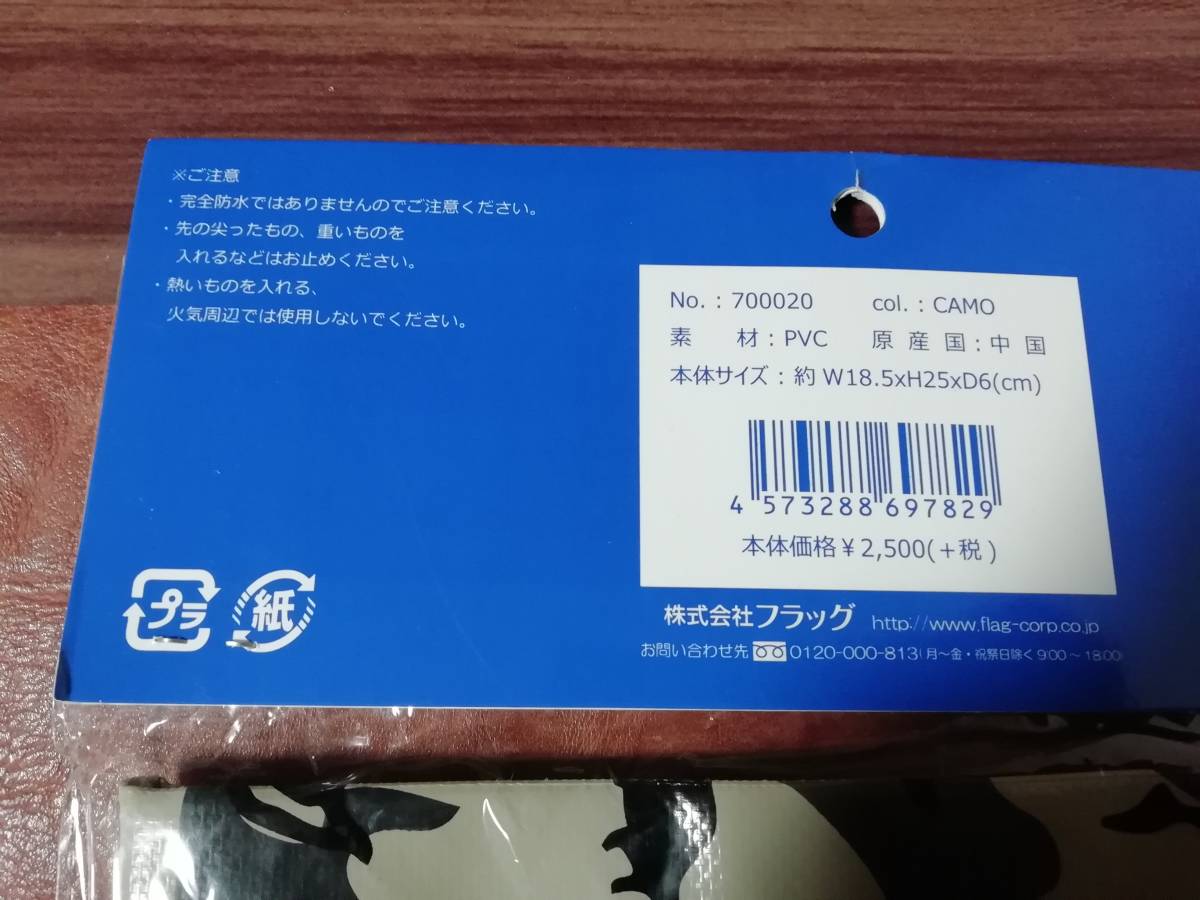 ※ご注意
・完全防水ではありませんのでご注意ください。
・先の尖ったもの、重いものを
入れるなどはお止めください。
・熱いものを入れる、
火気周辺では使用しないでください。
プラ
紙
No.：700020 col.：CAMO
素 材：PVC 原産国：中国
本体サイズ：約 W18.5xH25xD6(cm)
4 573288 697829
本体価格￥2,500(＋税)
株式会社フラッグ http://www.flag-corp.co.jp
お問い合わせ先 0120-000-813(月～金・祝祭日除く 9:00～18:00